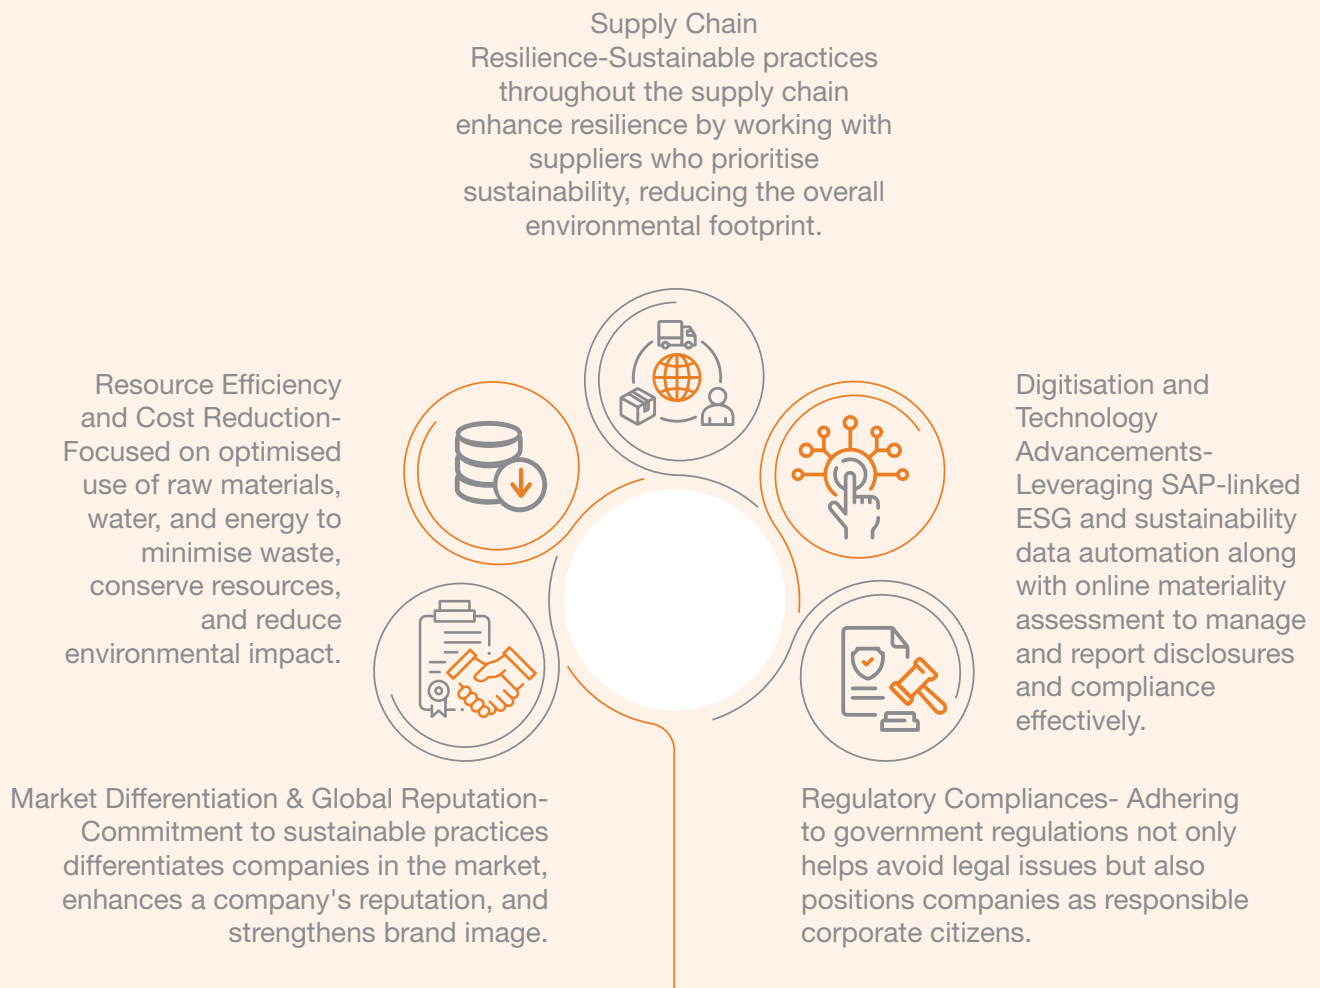 Supply Chain
Resilience-Sustainable practices
throughout the supply chain
enhance resilience by working with
suppliers who prioritise
sustainability, reducing the overall
environmental footprint.
Resource Efficiency
and Cost Reduction-
Focused on optimised
use of raw materials,
water, and energy to
minimise waste,
conserve resources,
and reduce
environmental impact.
Digitisation and
Technology
Advancements-
Leveraging SAP-linked
ESG and sustainability
data automation along
with online materiality
assessment to manage
and report disclosures
and compliance
effectively.
Market Differentiation & Global Reputation-
Commitment to sustainable practices
differentiates companies in the market,
enhances a company's reputation, and
strengthens brand image.
Regulatory Compliances- Adhering
to government regulations not only
helps avoid legal issues but also
positions companies as responsible
corporate citizens.